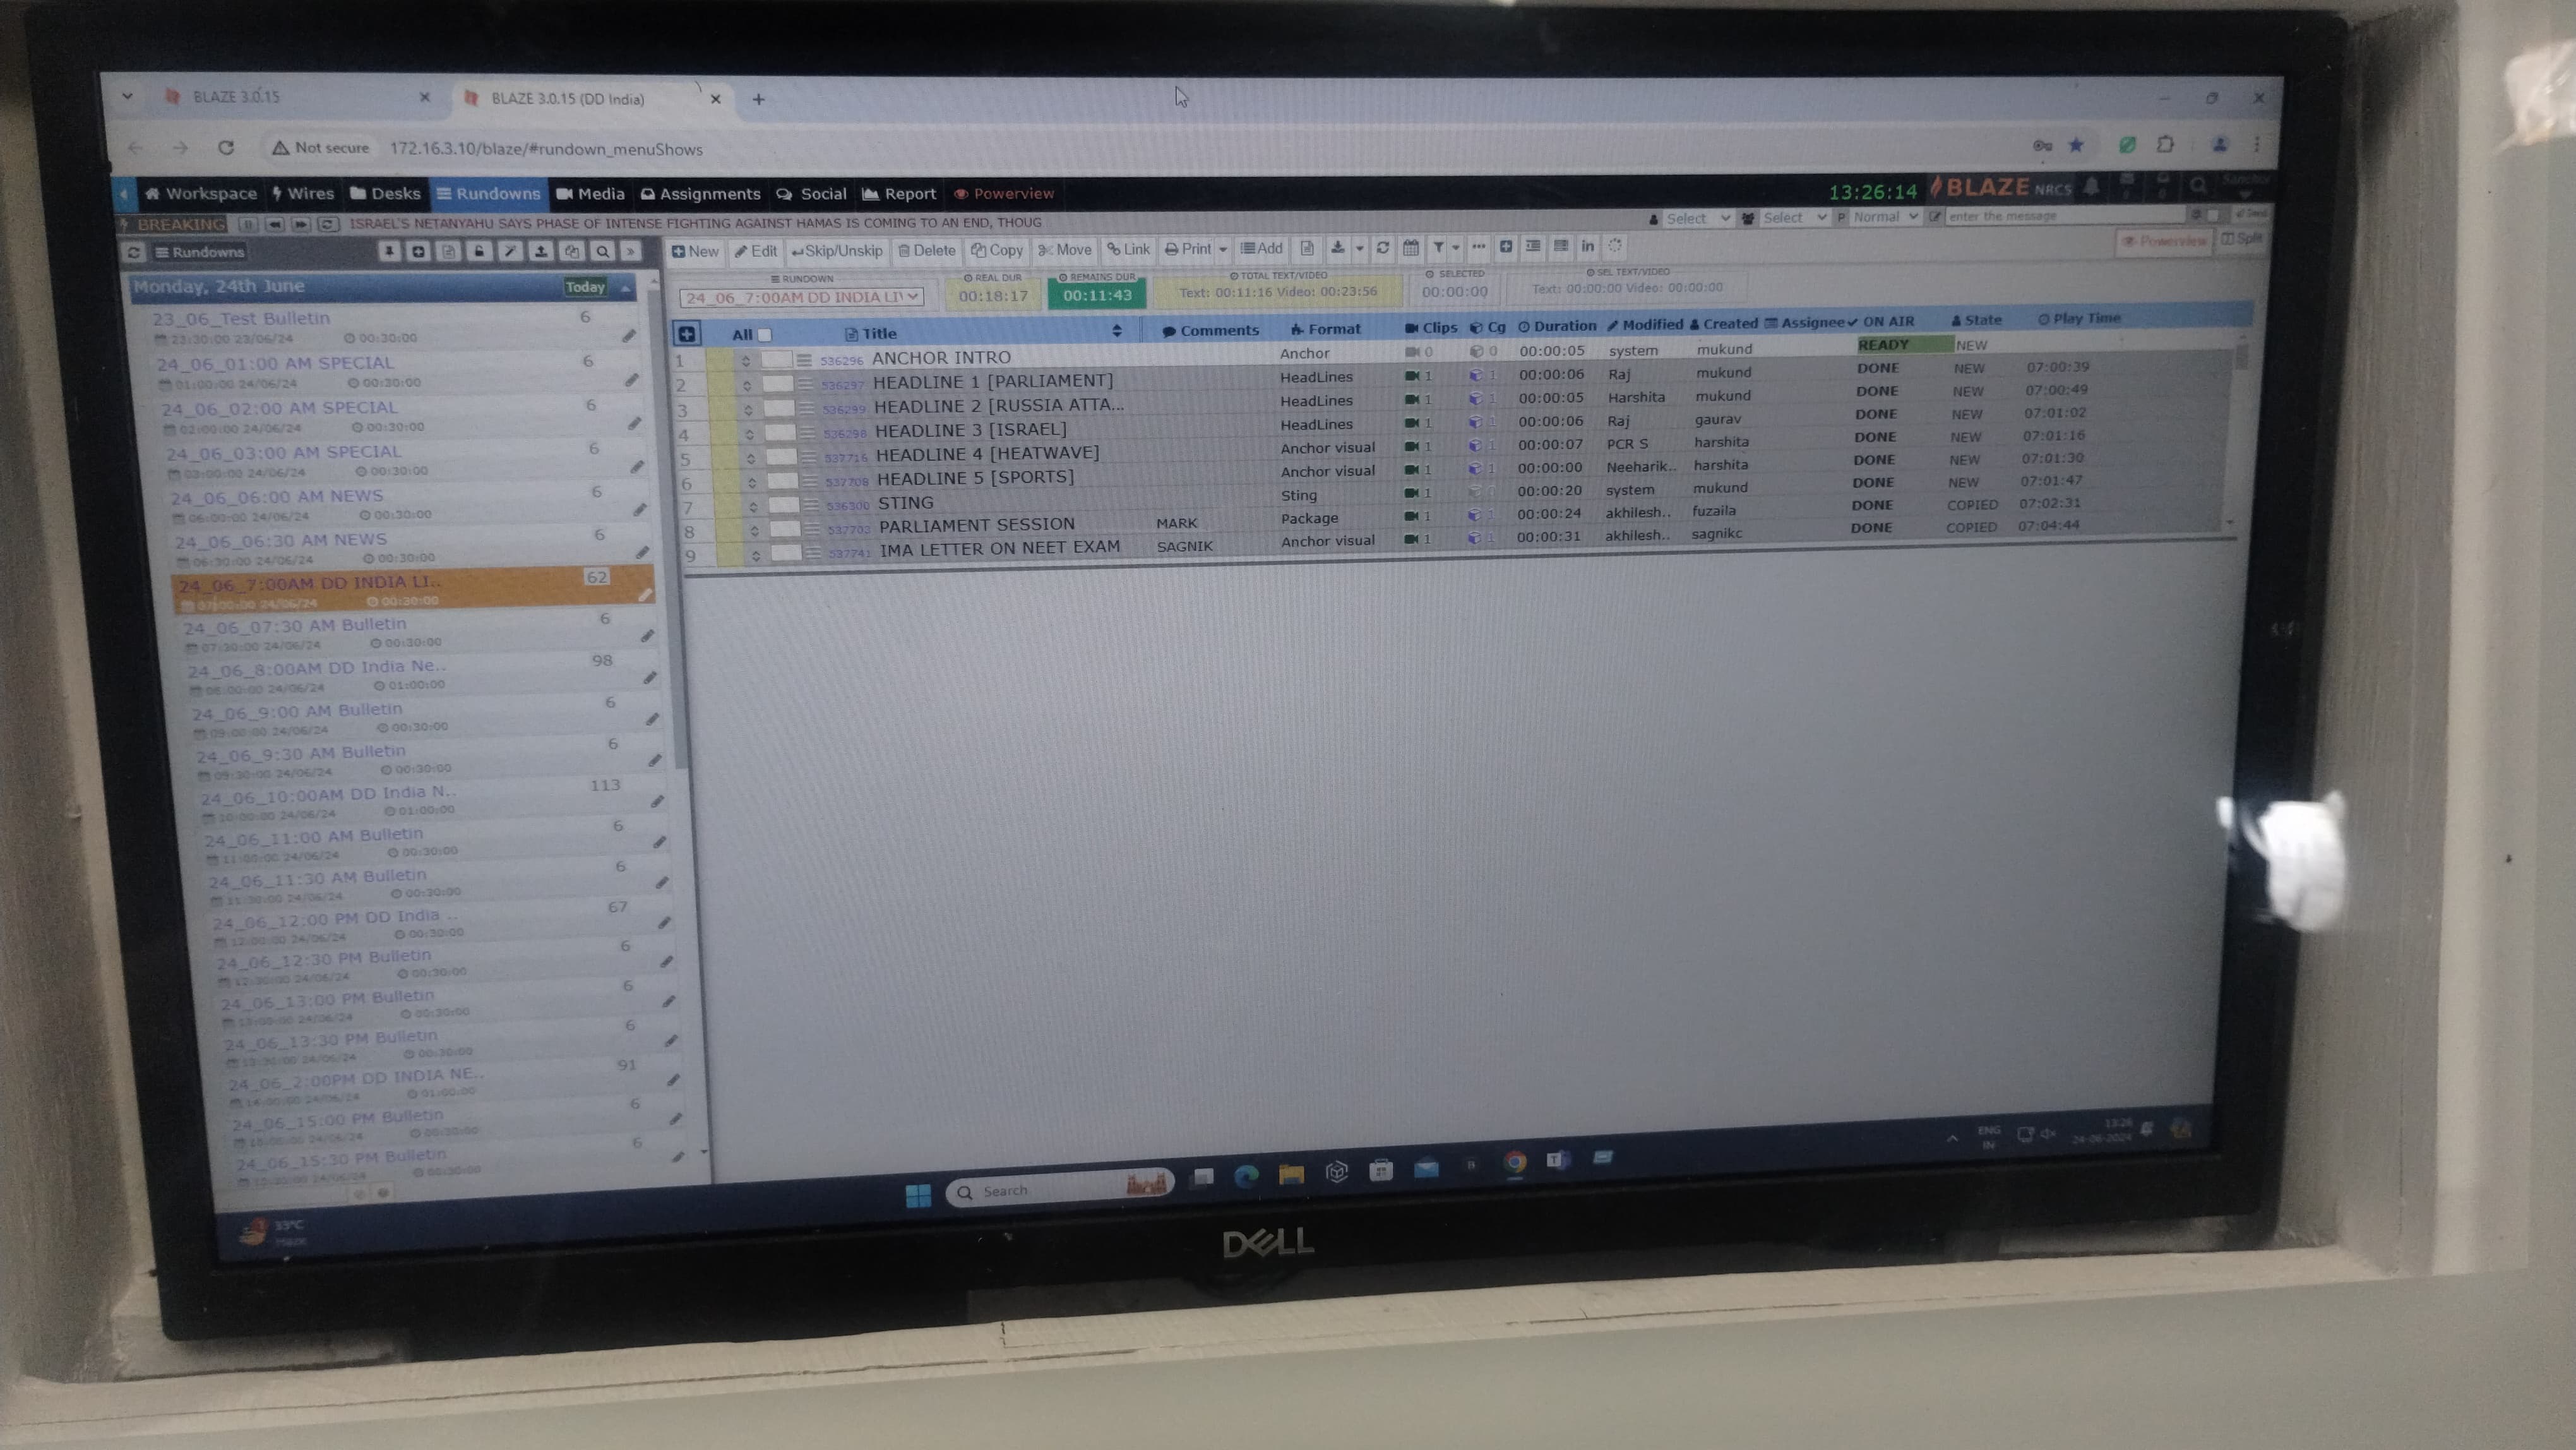 BLAZE 3.0.15
BLAZE 3.0.15 (DD India)
Not secure 172.16.3.10/blaze/#rundown_menuShows
Workspace Wires Desks Rundowns Media Assignments Social Report Powerview 13:26:14 BLAZE NRCS
BREAKING ISRAEL'S NETANYAHU SAYS PHASE OF INTENSE FIGHTING AGAINST HAMAS IS COMING TO AN END, THOUG Select Select P Normal enter the message Send
Rundowns New Edit Skip/Unskip Delete Copy Move Link Print Add in Powerview Split
RUNDOWN REAL DUR REMAINS DUR TOTAL TEXT/VIDEO SELECTED SEL TEXT/VIDEO
24_06_7:00AM DD INDIA LI 00:18:17 00:11:43 Text: 00:11:16 Video: 00:23:56 00:00:00 Text: 00:00:00 Video: 00:00:00
All Title Comments Format Clips Cg Duration Modified Created Assignee ON AIR State Play Time
1 536296 ANCHOR INTRO Anchor 0 0 00:00:05 system mukund READY NEW
2 536297 HEADLINE 1 [PARLIAMENT] HeadLines 1 1 00:00:06 Raj mukund DONE NEW 07:00:39
3 536299 HEADLINE 2 [RUSSIA ATTA... HeadLines 1 1 00:00:05 Harshita mukund DONE NEW 07:00:49
4 536298 HEADLINE 3 [ISRAEL] HeadLines 1 1 00:00:06 Raj gaurav DONE NEW 07:01:02
5 537716 HEADLINE 4 [HEATWAVE] Anchor visual 1 1 00:00:07 PCR S harshita DONE NEW 07:01:16
6 537708 HEADLINE 5 [SPORTS] Anchor visual 1 1 00:00:00 Neeharik.. harshita DONE NEW 07:01:30
7 536300 STING Sting 1 00:00:20 system mukund DONE NEW 07:01:47
8 537703 PARLIAMENT SESSION MARK Package 1 1 00:00:24 akhilesh.. fuzaila DONE COPIED 07:02:31
9 537741 IMA LETTER ON NEET EXAM SAGNIK Anchor visual 1 1 00:00:31 akhilesh.. sagnikc DONE COPIED 07:04:44
Monday, 24th June Today
23_06_Test Bulletin 6
23:30:00 23/06/24 00:30:00
24_06_01:00 AM SPECIAL 6
01:00:00 24/06/24 00:30:00
24_06_02:00 AM SPECIAL 6
02:00:00 24/06/24 00:30:00
24_06_03:00 AM SPECIAL 6
03:00:00 24/06/24 00:30:00
24_06_06:00 AM NEWS 6
06:00:00 24/06/24 00:30:00
24_06_06:30 AM NEWS 6
06:30:00 24/06/24 00:30:00
24_06_7:00AM DD INDIA LI.. 62
07:00:00 24/06/24 00:30:00
24_06_07:30 AM Bulletin 6
07:30:00 24/06/24 00:30:00
24_06_8:00AM DD India Ne.. 98
08:00:00 24/06/24 01:00:00
24_06_9:00 AM Bulletin 6
09:00:00 24/06/24 00:30:00
24_06_9:30 AM Bulletin 6
09:30:00 24/06/24 00:30:00
24_06_10:00AM DD India N.. 113
10:00:00 24/06/24 01:00:00
24_06_11:00 AM Bulletin 6
11:00:00 24/06/24 00:30:00
24_06_11:30 AM Bulletin 6
11:30:00 24/06/24 00:30:00
24_06_12:00 PM DD India .. 67
12:00:00 24/06/24 00:30:00
24_06_12:30 PM Bulletin 6
12:30:00 24/06/24 00:30:00
24_06_13:00 PM Bulletin 6
13:00:00 24/06/24 00:30:00
24_06_13:30 PM Bulletin 6
13:30:00 24/06/24 00:30:00
24_06_2:00PM DD INDIA NE.. 91
14:00:00 24/06/24 01:00:00
24_06_15:00 PM Bulletin 6
15:00:00 24/06/24 00:30:00
24_06_15:30 PM Bulletin 6
00:30:00
33°C
Haze
Search
ENG
IN
13:26
24-06-2024
DELL